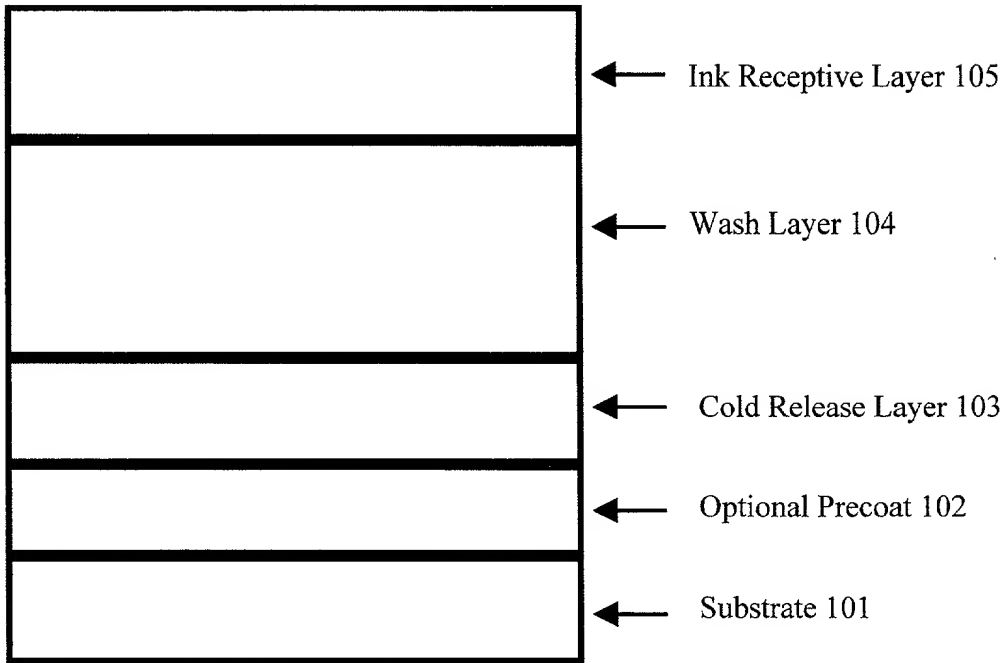 Ink Receptive Layer 105
Wash Layer 104
Cold Release Layer 103
Optional Precoat 102
Substrate 101